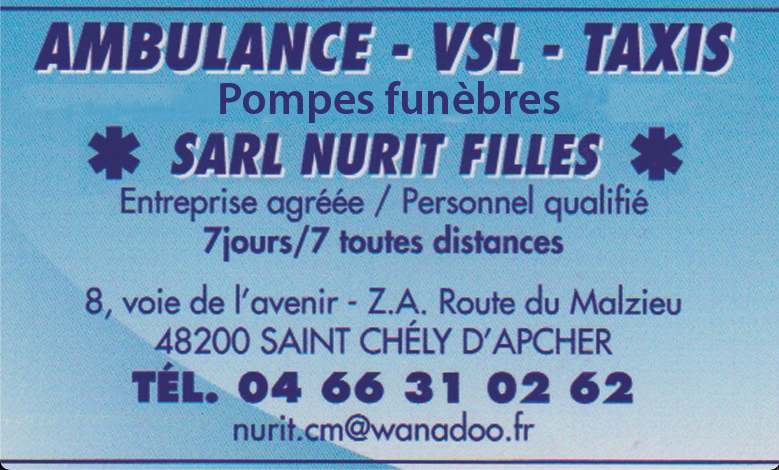 AMBULANCE - VSL - TAXIS
Pompes funèbres
SARL NURIT FILLES
Entreprise agréée / Personnel qualifié
7jours/7 toutes distances
8, voie de l'avenir - Z.A. Route du Malzieu
48200 SAINT CHÉLY D'APCHER
TÉL. 04 66 31 02 62
nurit.cm@wanadoo.fr